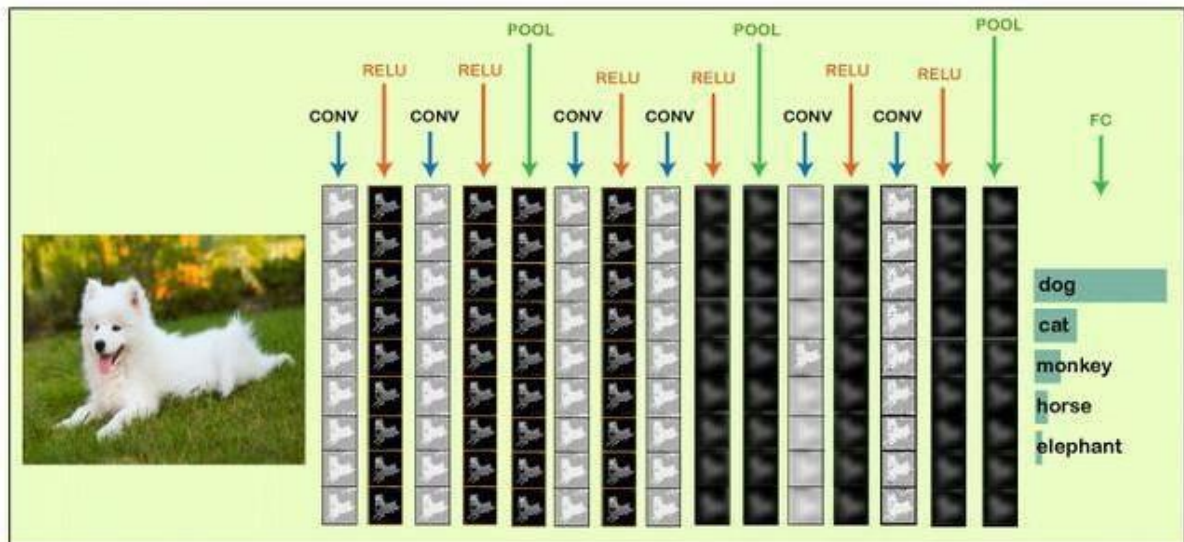 POOL POOL POOL
RELU RELU RELU RELU RELU RELU
CONV CONV CONV CONV CONV CONV FC
dog
cat
monkey
horse
elephant